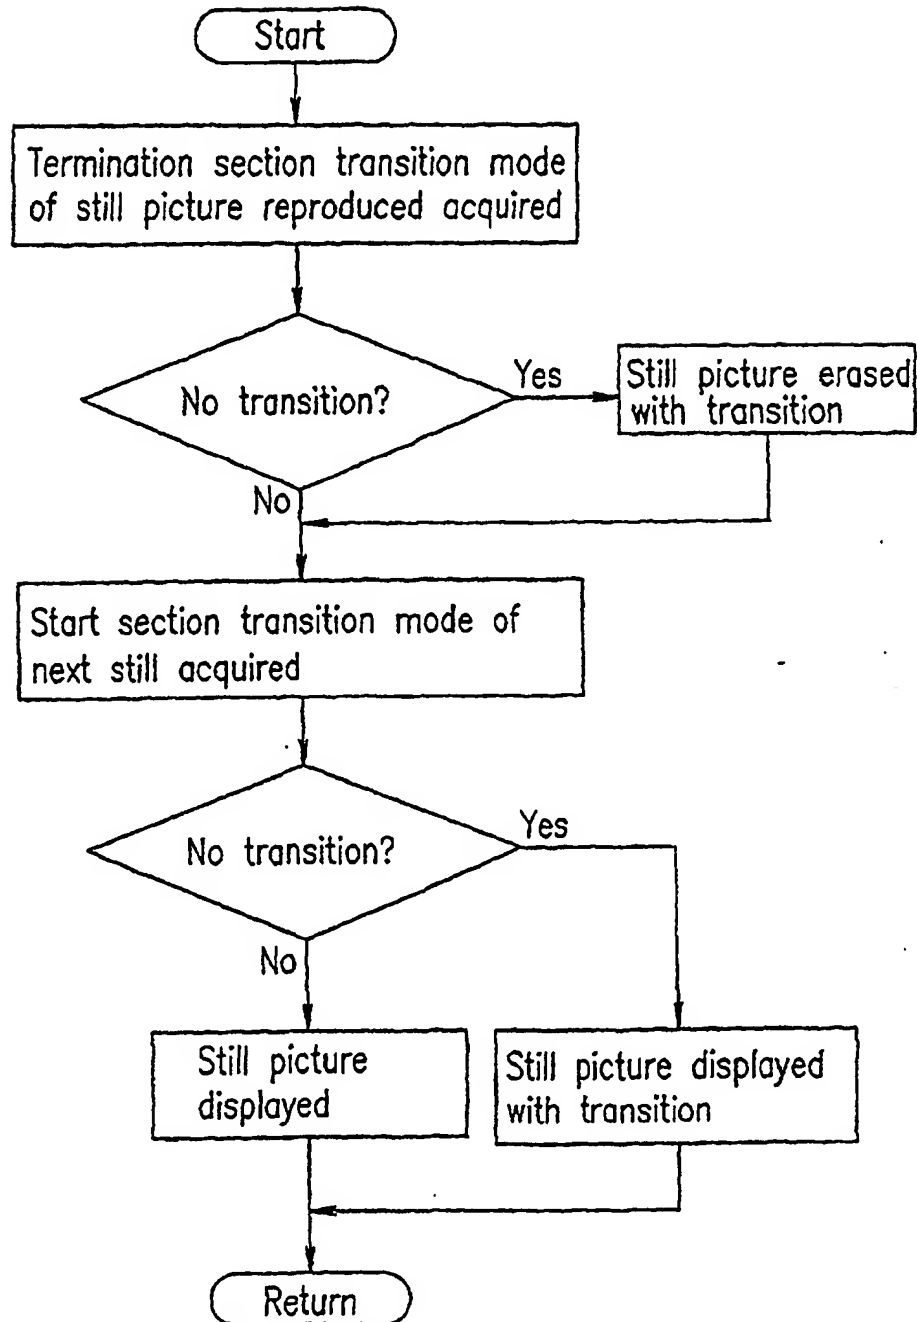 Start
Termination section transition mode
of still picture reproduced acquired
No transition?
Yes
Still picture erased
with transition
No
Start section transition mode of
next still acquired
No transition?
Yes
No
Still picture
displayed
Still picture displayed
with transition
Return